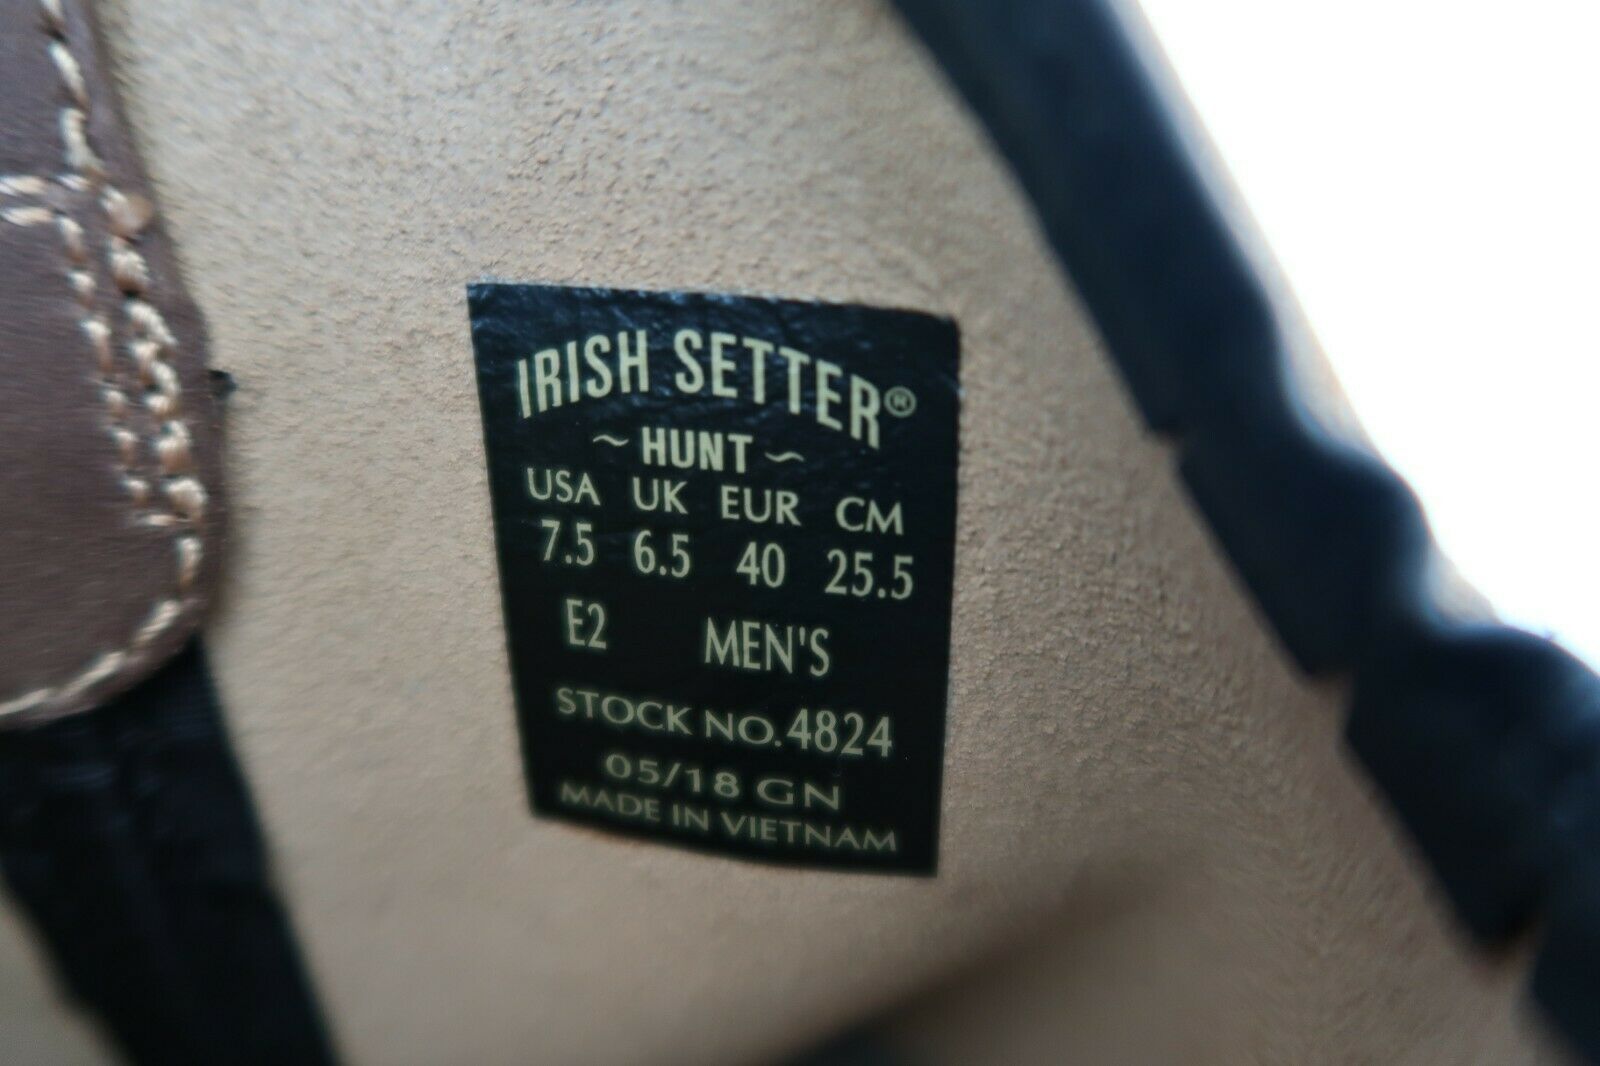 IRISH SETTER®
~ HUNT ~
USA UK EUR CM
7.5 6.5 40 25.5
E2 MEN'S
STOCK NO. 4824
05/18 GN
MADE IN VIETNAM